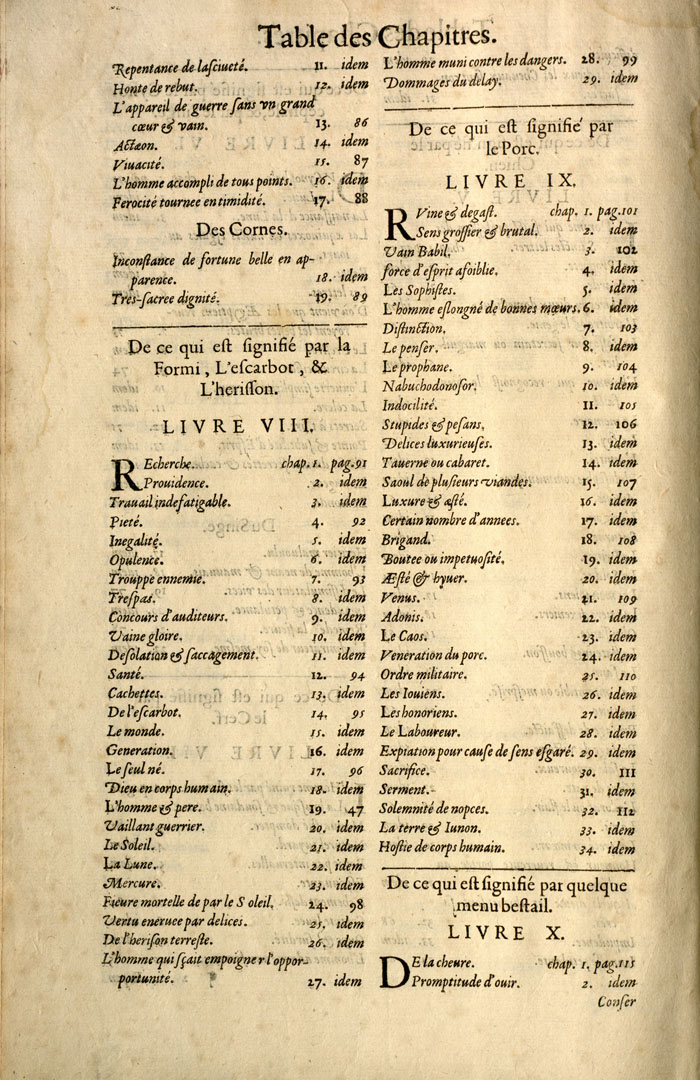 Table des Chapitres.
Repentance de lasciueté. 11. idem
Honte de rebut. 12. idem
L'appareil de guerre sans vn grand
cœur & vain. 13. 86
Actæon. 14. idem
Viuacité. 15. 87
L'homme accompli de tous points. 16. idem
Ferocité tournee en timidité. 17. 88
Des Cornes.
Inconstance de fortune belle en ap-
parence. 18. idem
Tres-sacree dignité. 19. 89
De ce qui est signifié par la
Formi, L'escarbot, &
L'herisson.
LIVRE VIII.
REcherche. chap. 1. pag.91
Prouidence. 2. idem
Trauail indefatigable. 3. idem
Pieté. 4. 92
Inegalité. 5. idem
Opulence. 6. idem
Trouppe ennemie. 7. 93
Trespas. 8. idem
Concours d'auditeurs. 9. idem
Vaine gloire. 10. idem
Desolation & saccagement. 11. idem
Santé. 12. 94
Cachettes. 13. idem
De l'escarbot. 14. 95
Le monde. 15. idem
Generation. 16. idem
Le seul né. 17. 96
Dieu en corps humain. 18. idem
L'homme & pere. 19. 47
Vaillant guerrier. 20. idem
Le Soleil. 21. idem
La Lune. 22. idem
Mercure. 23. idem
Fieure mortelle de par le Soleil. 24. 98
Vertu eneruee par delices. 25. idem
De l'herison terreste. 26. idem
L'homme qui sçait empoigner l'oppor-
portunité. 27. idem
L'homme muni contre les dangers. 28. 99
Dommages du delay. 29. idem
De ce qui est signifié par
le Porc.
LIVRE IX.
RVine & degast. chap. 1. pag.101
Sens grossier & brutal. 2. idem
Vain Babil. 3. 102
force d'esprit afoiblie. 4. idem
Les Sophistes. 5. idem
L'homme eslongné de bonnes mœurs. 6. idem
Distinction. 7. 103
Le penser. 8. idem
Le prophane. 9. 104
Nabuchodonosor. 10. idem
Indocilité. 11. 105
Stupides & pesans. 12. 106
Delices luxurieuses. 13. idem
Tauerne ou cabaret. 14. idem
Saoul de plusieurs viandes. 15. 107
Luxure & æsté. 16. idem
Certain nombre d'annees. 17. idem
Brigand. 18. 108
Boutee ou impetuosité. 19. idem
Æsté & hyuer. 20. idem
Venus. 21. 109
Adonis. 22. idem
Le Caos. 23. idem
Veneration du porc. 24. idem
Ordre militaire. 25. 110
Les Iouiens. 26. idem
Les honoriens. 27. idem
Le Laboureur. 28. idem
Expiation pour cause de sens esgaré. 29. idem
Sacrifice. 30. 111
Serment. 31. idem
Solemnité de nopces. 32. 112
La terre & Iunon. 33. idem
Hostie de corps humain. 34. idem
De ce qui est signifié par quelque
menu bestail.
LIVRE X.
DE la cheure. chap. 1. pag.115
Promptitude d'ouir. 2. idem
Conser